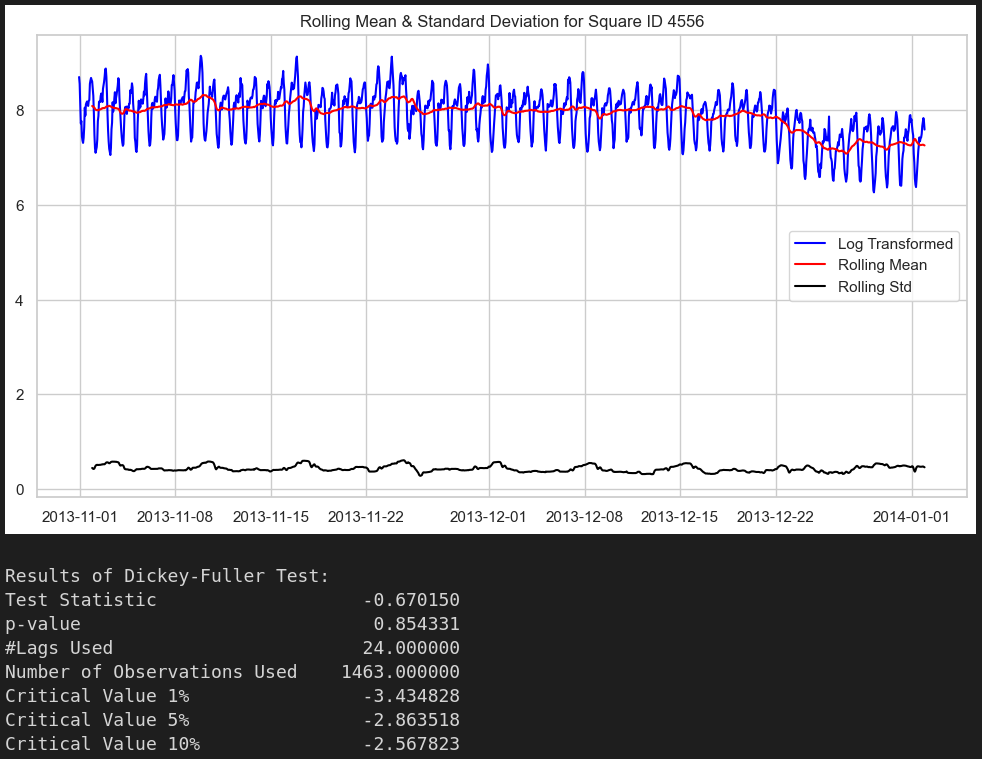 Rolling Mean & Standard Deviation for Square ID 4556
8
6
4
2
0
Log Transformed
Rolling Mean
Rolling Std
2013-11-01 2013-11-08 2013-11-15 2013-11-22 2013-12-01 2013-12-08 2013-12-15 2013-12-22 2014-01-01
Results of Dickey-Fuller Test:
Test Statistic -0.670150
p-value 0.854331
#Lags Used 24.000000
Number of Observations Used 1463.000000
Critical Value 1% -3.434828
Critical Value 5% -2.863518
Critical Value 10% -2.567823